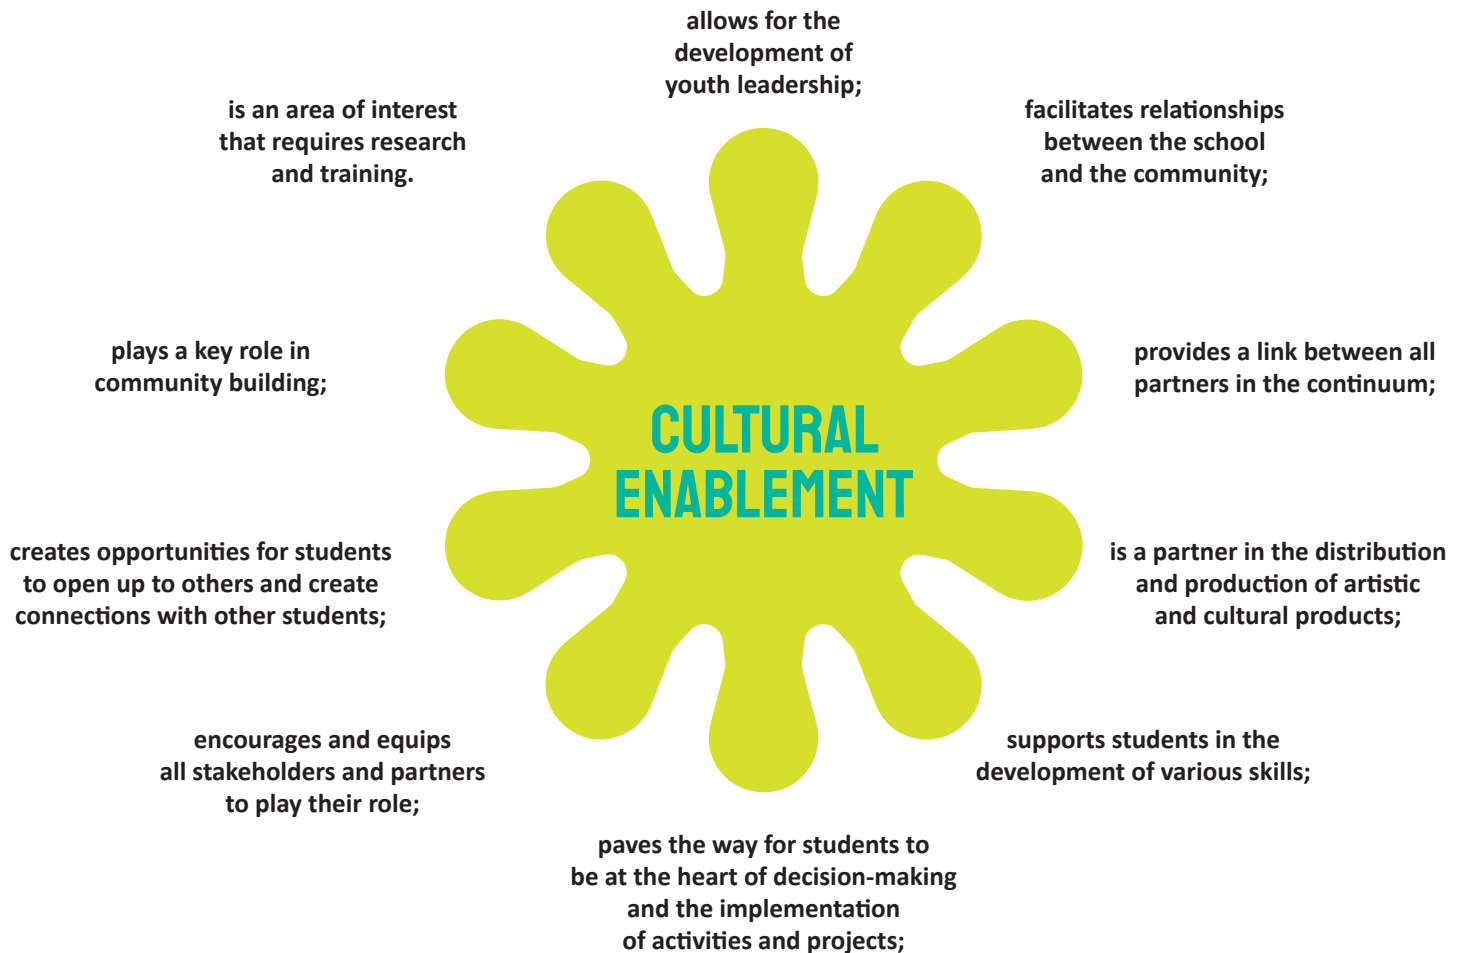 allows for the
development of
youth leadership;
facilitates relationships
between the school
and the community;
provides a link between all
partners in the continuum;
is a partner in the distribution
and production of artistic
and cultural products;
supports students in the
development of various skills;
paves the way for students to
be at the heart of decision-making
and the implementation
of activities and projects;
encourages and equips
all stakeholders and partners
to play their role;
creates opportunities for students
to open up to others and create
connections with other students;
plays a key role in
community building;
is an area of interest
that requires research
and training.
CULTURAL
ENABLEMENT